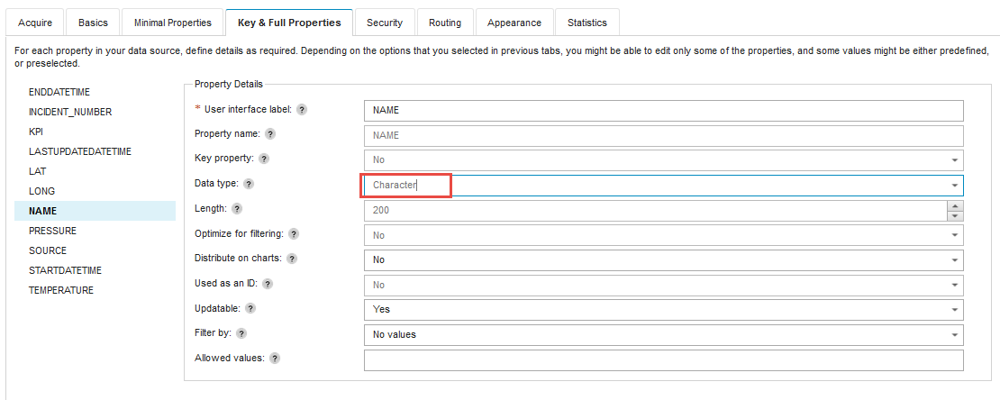 Acquire Basics Minimal Properties Key & Full Properties Security Routing Appearance Statistics
For each property in your data source, define details as required. Depending on the options that you selected in previous tabs, you might be able to edit only some of the properties, and some values might be either predefined,
or preselected.
ENDDATETIME
INCIDENT_NUMBER
KPI
LASTUPDATEDATETIME
LAT
LONG
NAME
PRESSURE
SOURCE
STARTDATETIME
TEMPERATURE
Property Details
* User interface label: ? NAME
Property name: ? NAME
Key property: ? No
Data type: ? Character
Length: ? 200
Optimize for filtering: ? No
Distribute on charts: ? No
Used as an ID: ? No
Updatable: ? Yes
Filter by: ? No values
Allowed values: ?